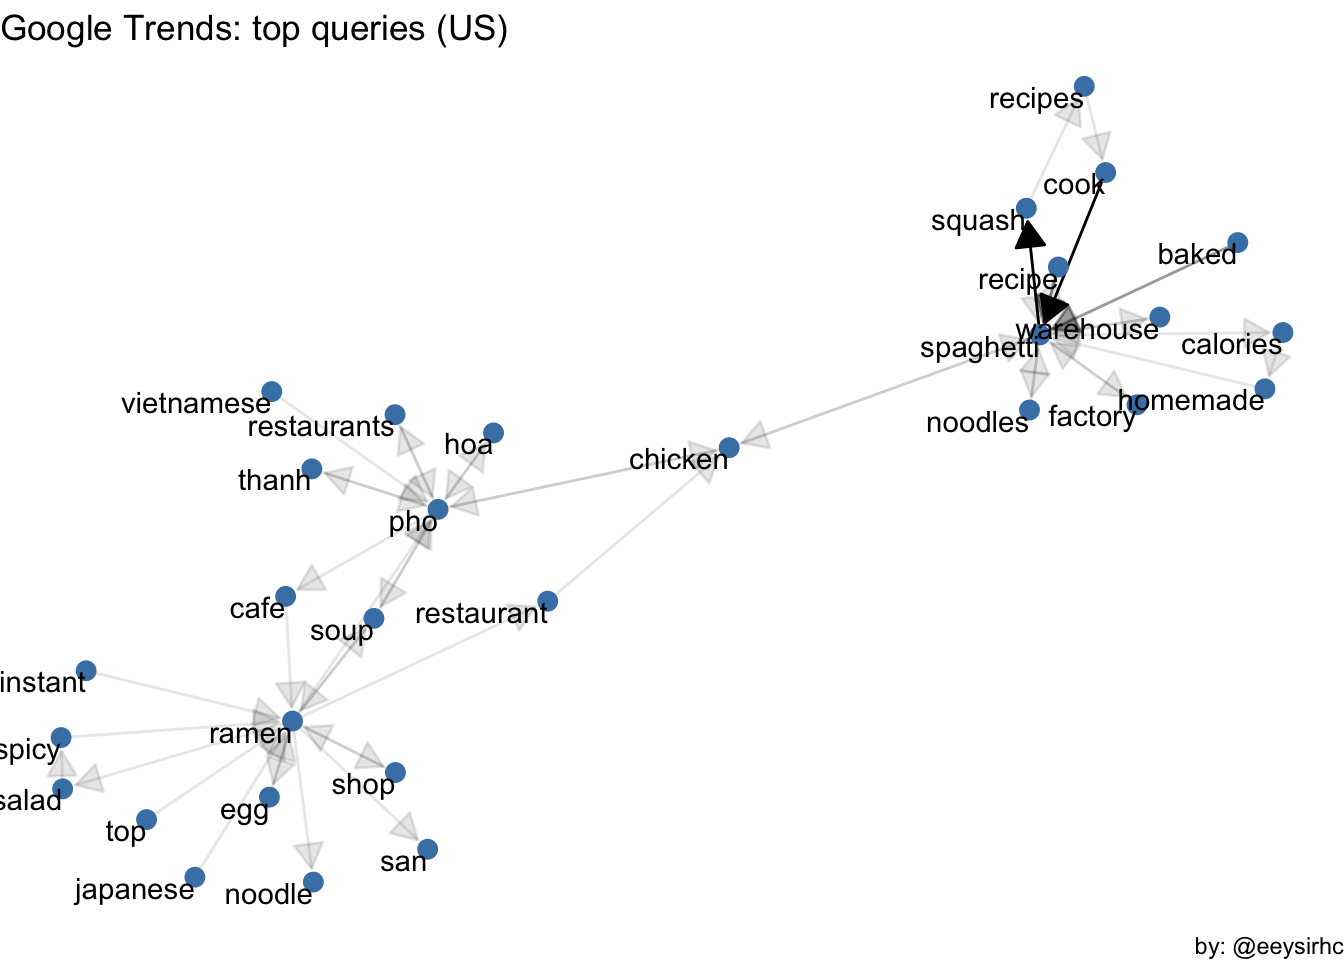 Google Trends: top queries (US)
recipes
cook
squash
baked
recipe
warehouse
spaghetti
calories
homemade
noodles
factory
vietnamese
restaurants
hoa
chicken
thanh
pho
cafe
restaurant
soup
instant
ramen
spicy
shop
salad
egg
top
san
japanese
noodle
by: @eeysirhc